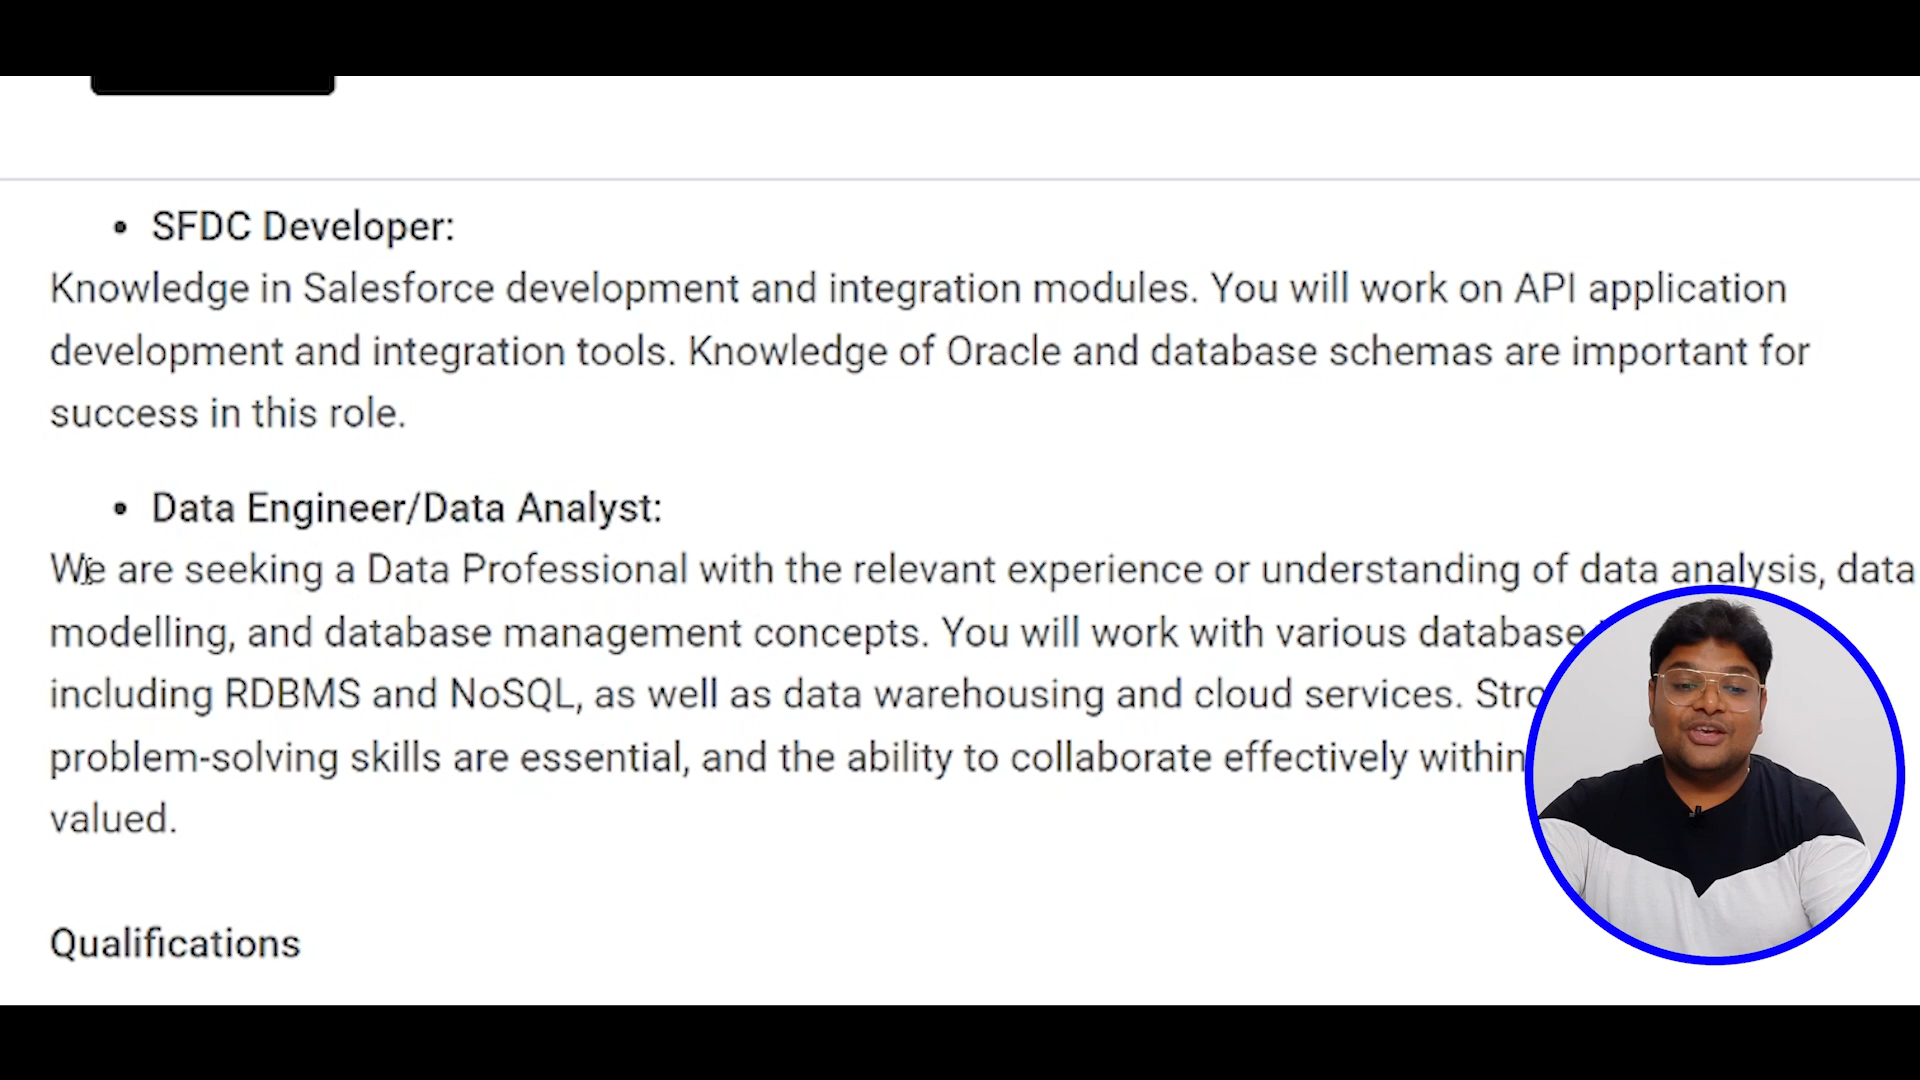 • SFDC Developer:
Knowledge in Salesforce development and integration modules. You will work on API application
development and integration tools. Knowledge of Oracle and database schemas are important for
success in this role.
• Data Engineer/Data Analyst:
We are seeking a Data Professional with the relevant experience or understanding of data analysis, data
modelling, and database management concepts. You will work with various database
including RDBMS and NoSQL, as well as data warehousing and cloud services.
problem-solving skills are essential, and the ability to collaborate effectively within
valued.
Qualifications